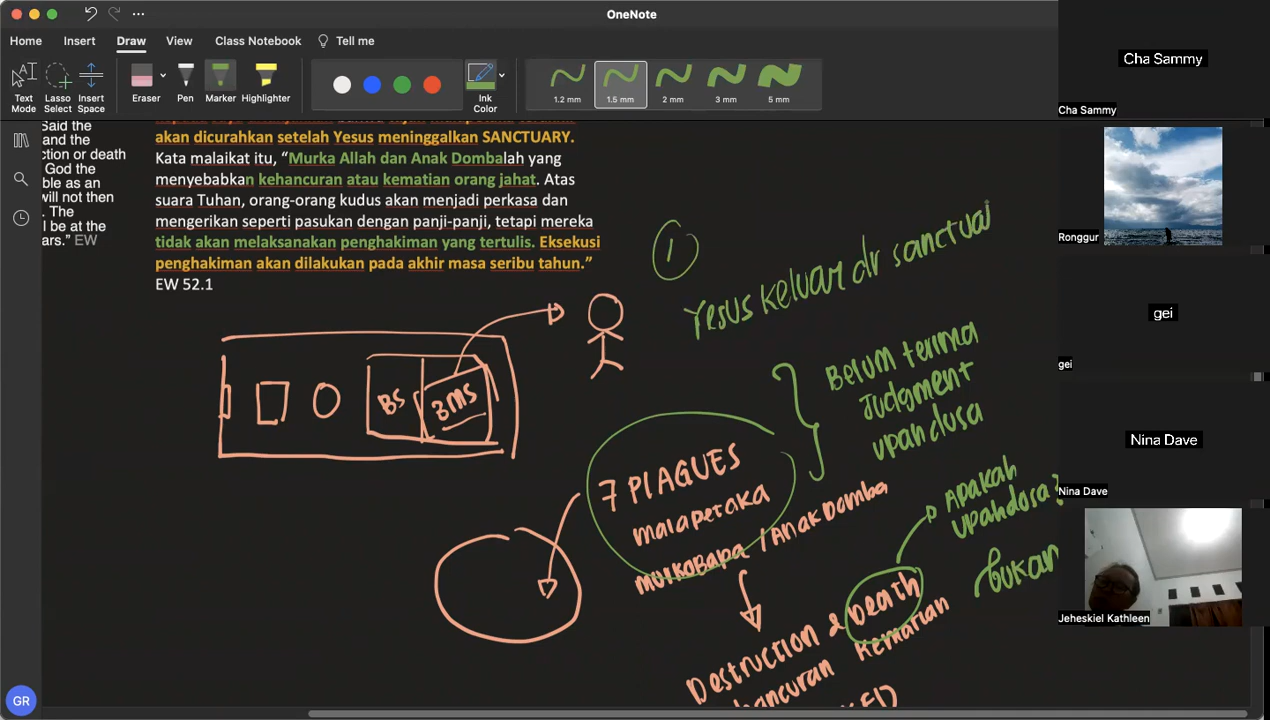 OneNote
Home Insert Draw View Class Notebook Tell me
Text Mode
Lasso Select
Insert Space
Eraser
Pen
Marker
Highlighter
Ink Color
1.2 mm
1.5 mm
2 mm
3 mm
5 mm
Said the
and the
ction or death
God the
ble as an
will not then
. The
l be at the
ars.” EW
akan dicurahkan setelah Yesus meninggalkan SANCTUARY.
Kata malaikat itu, “Murka Allah dan Anak Dombalah yang
menyebabkan kehancuran atau kematian orang jahat. Atas
suara Tuhan, orang-orang kudus akan menjadi perkasa dan
mengerikan seperti pasukan dengan panji-panji, tetapi mereka
tidak akan melaksanakan penghakiman yang tertulis. Eksekusi
penghakiman akan dilakukan pada akhir masa seribu tahun.”
EW 52.1
1
Yesus keluar dr sanctuai
BS
BMS
Belum terima
Judgment
upah dusa
7 PLAGUES
malapetaka
murka Bapa / Anak Domba
Apakah
upah dosa?
bukan
Destruction & Death
hancuran Kematian
GR
Cha Sammy
Cha Sammy
Ronggur
gei
gei
Nina Dave
Nina Dave
Jeheskiel Kathleen